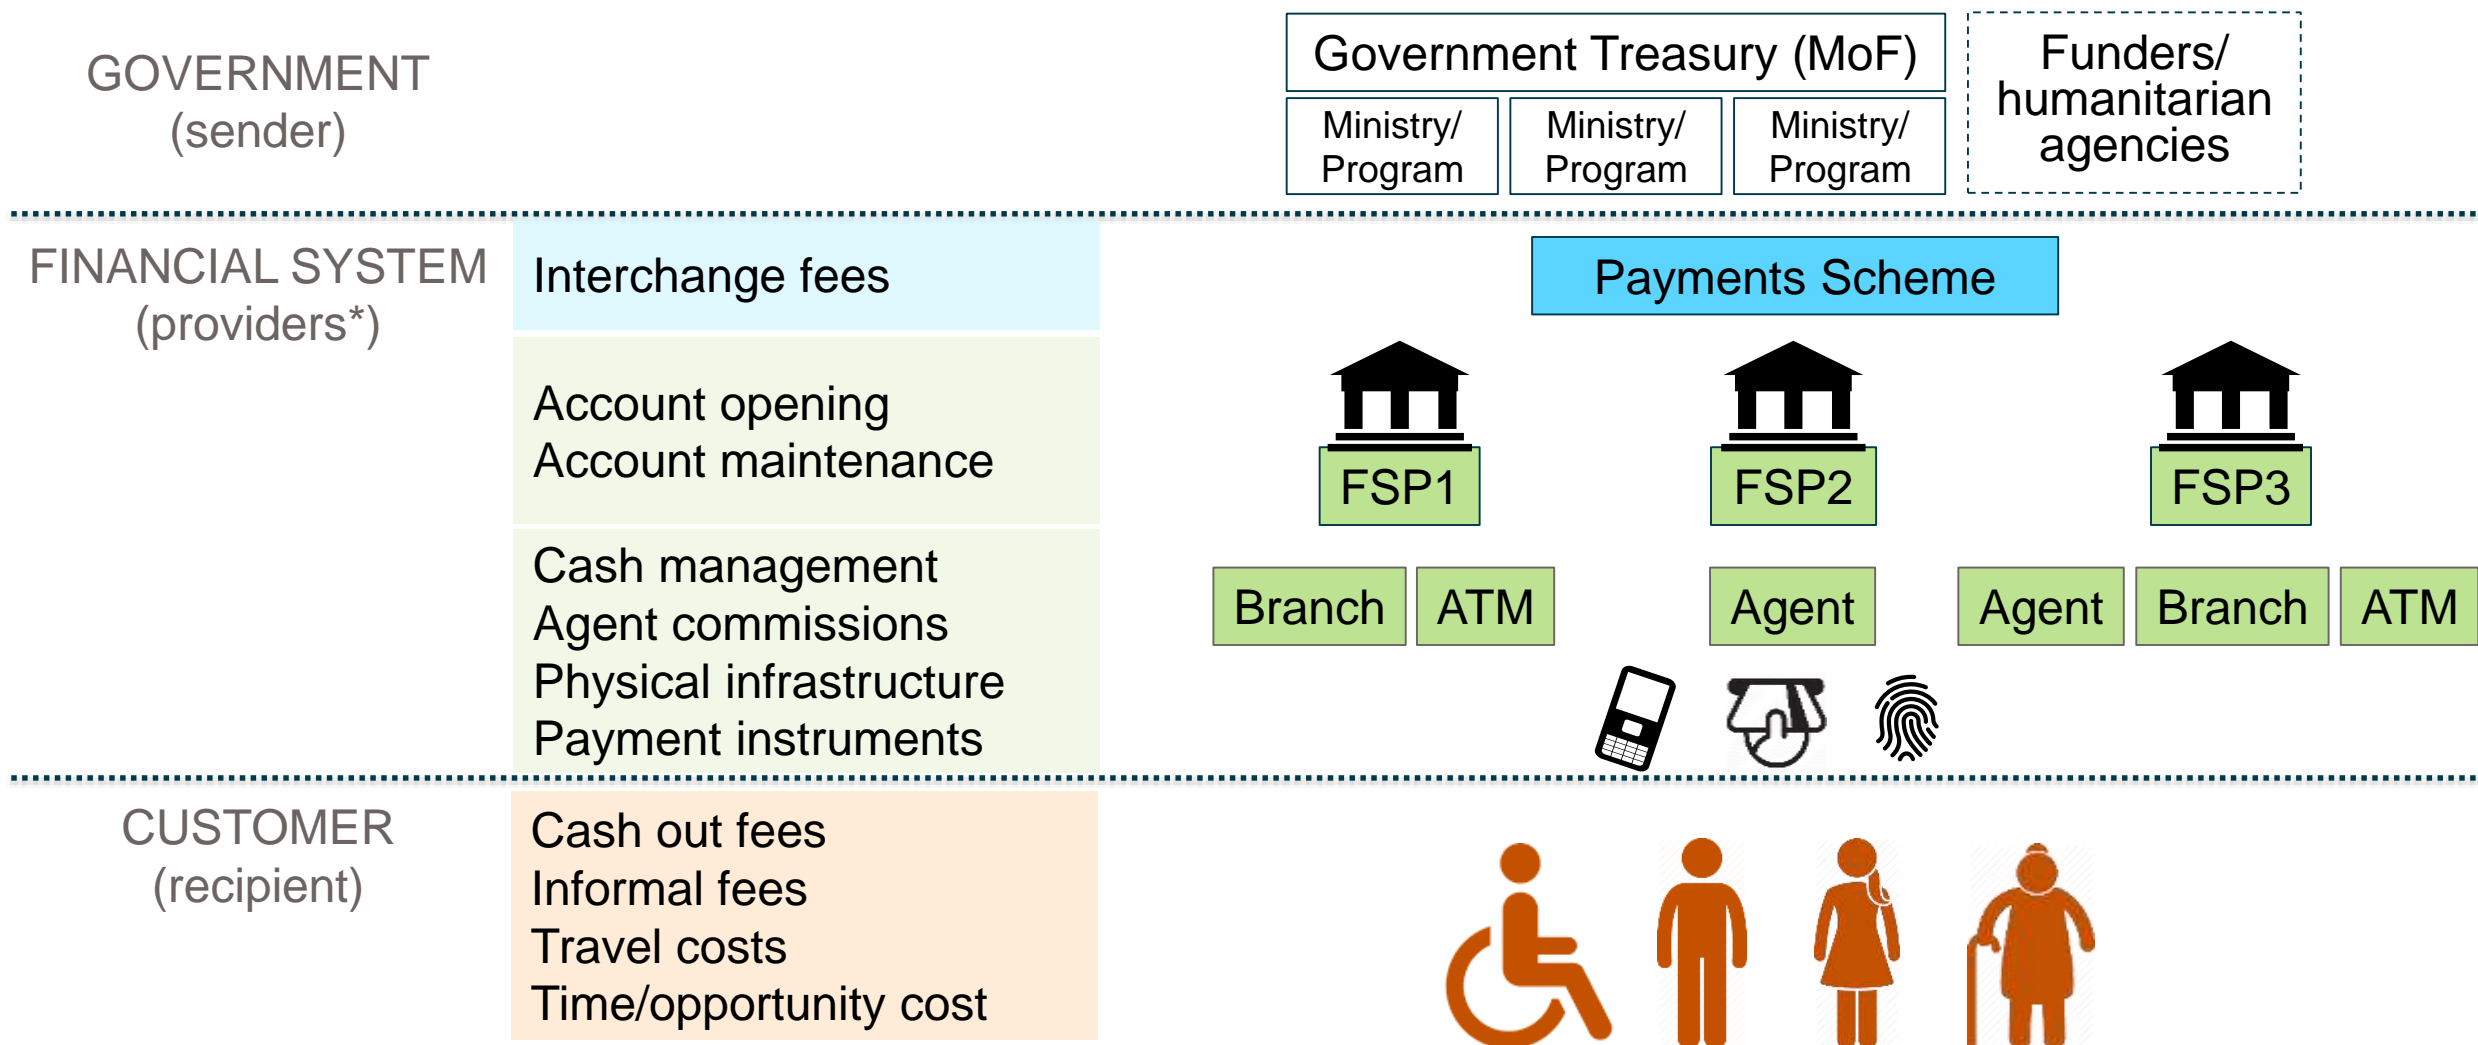 GOVERNMENT
(sender)
Government Treasury (MoF)
Ministry/
Program
Ministry/
Program
Ministry/
Program
Funders/
humanitarian
agencies
FINANCIAL SYSTEM
(providers*)
Interchange fees
Payments Scheme
Account opening
Account maintenance
FSP1
FSP2
FSP3
Cash management
Agent commissions
Physical infrastructure
Payment instruments
Branch
ATM
Agent
Agent
Branch
ATM
CUSTOMER
(recipient)
Cash out fees
Informal fees
Travel costs
Time/opportunity cost